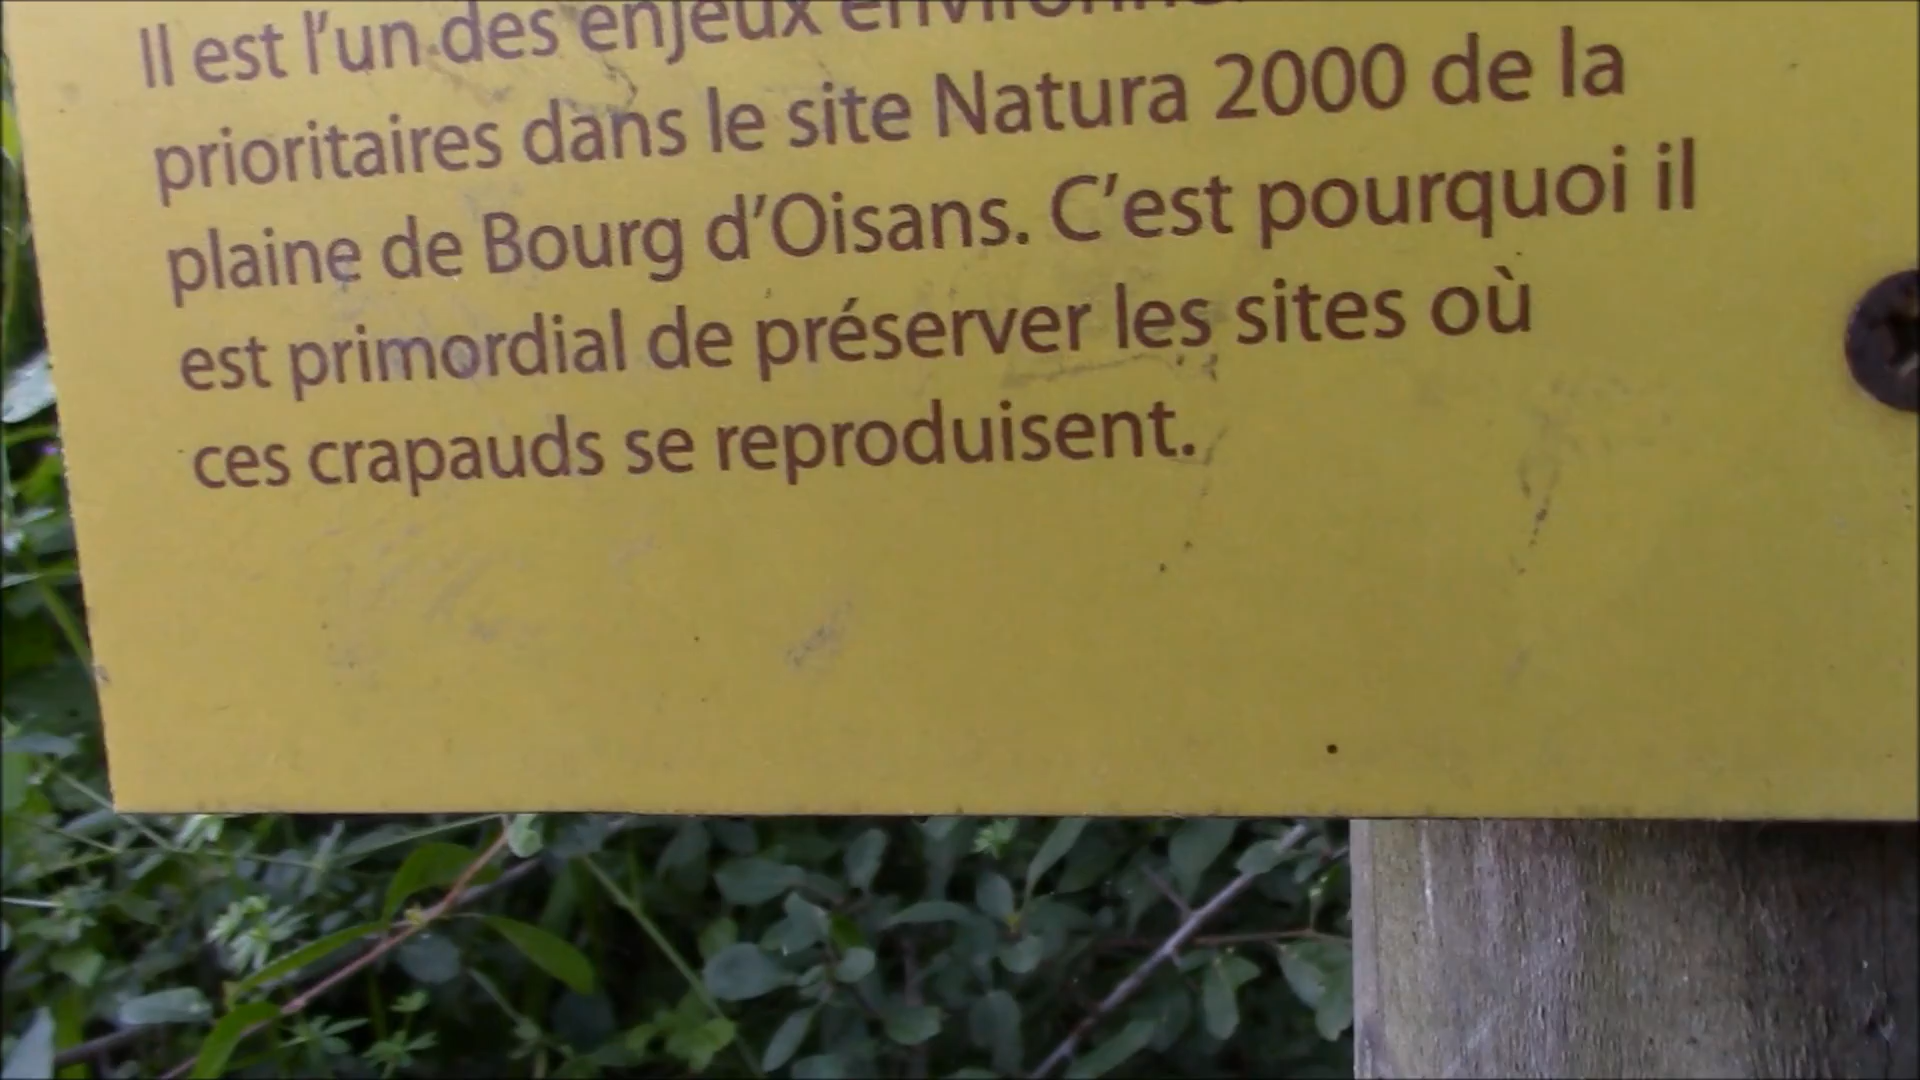 Il est l'un des enjeux
prioritaires dans le site Natura 2000 de la
plaine de Bourg d'Oisans. C'est pourquoi il
est primordial de préserver les sites où
ces crapauds se reproduisent.